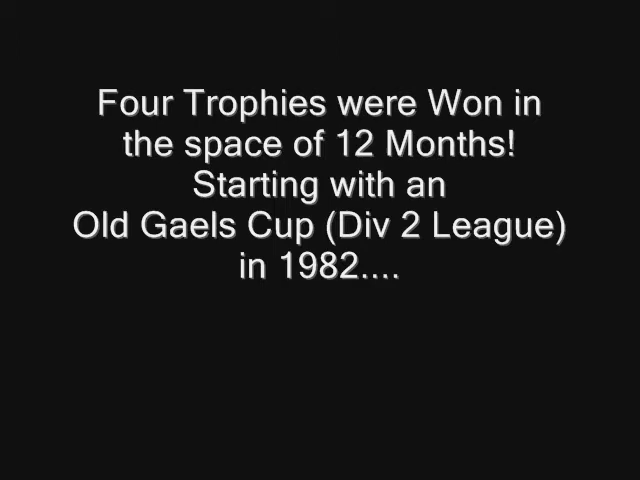 Four Trophies were Won in
the space of 12 Months!
Starting with an
Old Gaels Cup (Div 2 League)
in 1982....